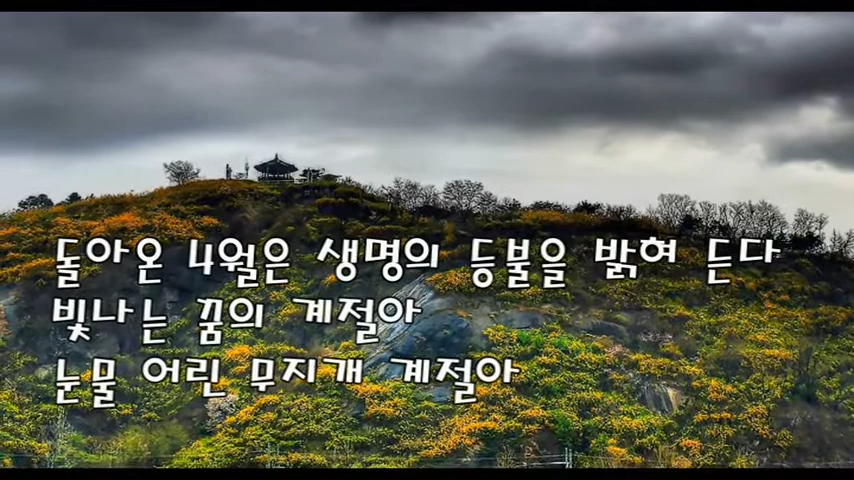 돌아온 4월은 생명의 등불을 밝혀 든다
빛나는 꿈의 계절아
눈물 어린 무지개 계절아